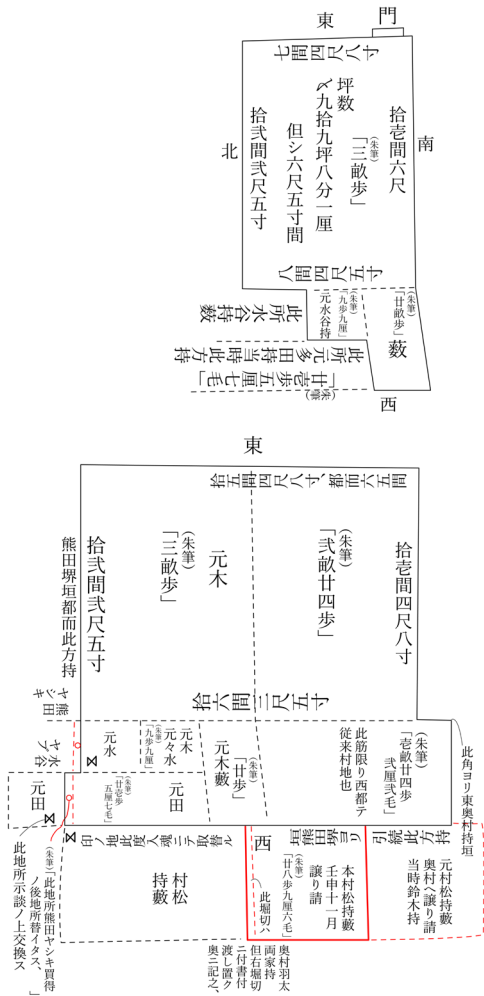 東
門
七間四尺八寸
南
拾壱間六尺
(朱筆)
「三畝歩」
坪数
〆九拾九坪八分一厘
但シ六尺五寸間
拾弐間弐尺五寸
北
八間四尺五寸
(朱筆)
「廿畝歩」
藪
(朱筆)
「九歩九厘」
元水谷持
此所水谷持
藪
此所元多田持当時此方持
「廿壱歩五厘七毛」
(朱筆)
西
東
拾五間四尺八寸、都而六五間
拾壱間四尺八寸
(朱筆)
「弐畝廿四歩」
元木
(朱筆)
「三畝歩」
拾弐間弐尺五寸
熊田堺垣都而此方持
拾六間二尺五寸
熊田
ヤシキ
水谷
ヤブ
此角ヨリ東奥村持垣
(朱筆)
「壱畝廿四歩
弐厘弐毛」
此筋限り西都テ
従来村地也
(朱筆)
「廿歩」
元木藪
元木
元々水
(朱筆)
「九歩九厘」
元水
元田
「廿壱歩
五厘七毛」
元田
引続此方持
垣熊田堺ヨリ
西
印ノ地此度入魂ニテ取替ル
元村松持藪
奥村へ譲り請
当時鈴木持
本村松持藪
壬申十一月
譲り請
(朱筆)
「廿八歩九厘六毛」
此堀切ハ
村松
持藪
奥村羽太
両家持
但右堀切
ニ付書付
渡し置ク
奥ニ記之、
此地所示談ノ上交換ス
(朱筆)
「此地所熊田ヤシキ買得
ノ後地所替イタス、」